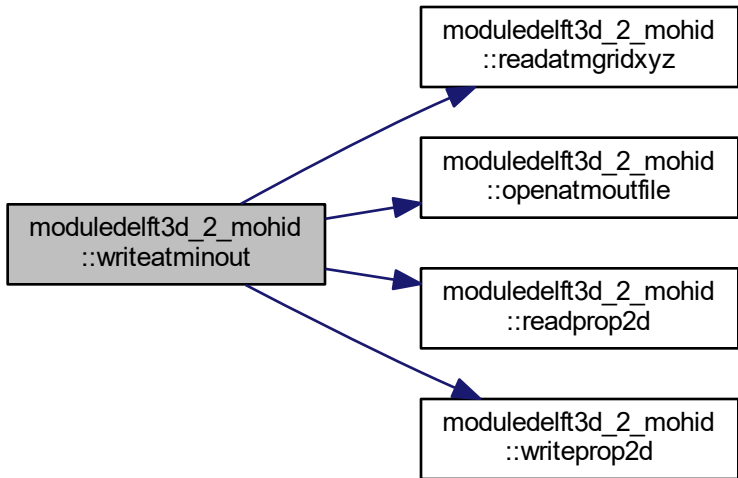 moduledelft3d_2_mohid
::writeatminout
moduledelft3d_2_mohid
::readatmgridxyz
moduledelft3d_2_mohid
::openatmoutfile
moduledelft3d_2_mohid
::readprop2d
moduledelft3d_2_mohid
::writeprop2d